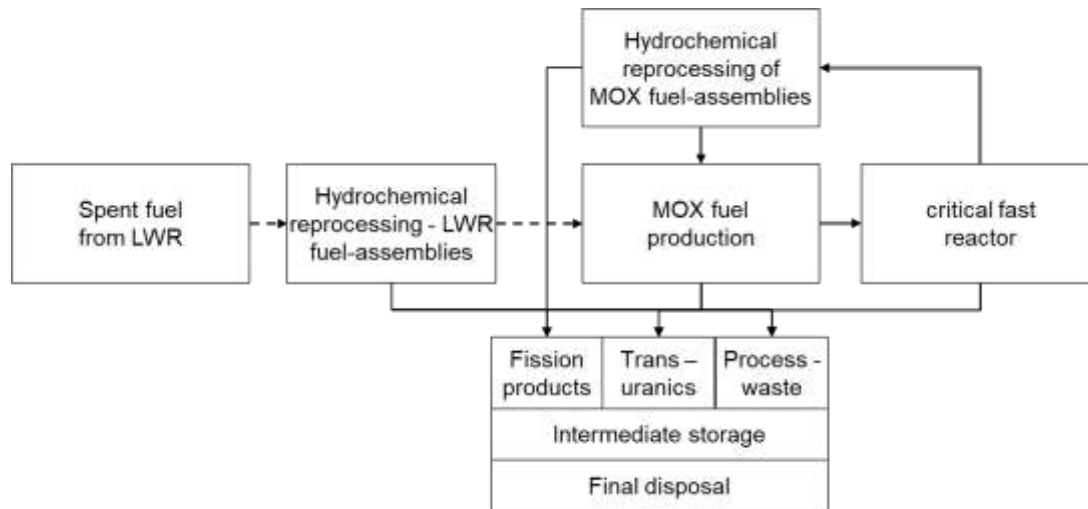 Hydrochemical
reprocessing of
MOX fuel-assemblies
Spent fuel
from LWR
Hydrochemical
reprocessing - LWR
fuel-assemblies
MOX fuel
production
critical fast
reactor
Fission
products
Trans –
uranics
Process -
waste
Intermediate storage
Final disposal